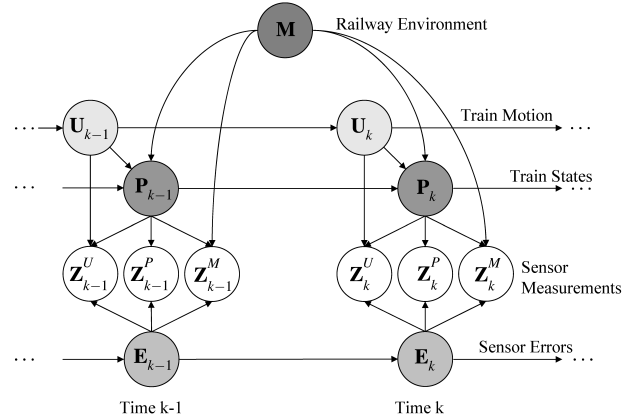 M Railway Environment
... U_{k-1} U_k Train Motion ...
... P_{k-1} P_k Train States ...
Z^U_{k-1} Z^P_{k-1} Z^M_{k-1} Z^U_k Z^P_k Z^M_k Sensor
Measurements
... E_{k-1} E_k Sensor Errors ...
Time k-1 Time k